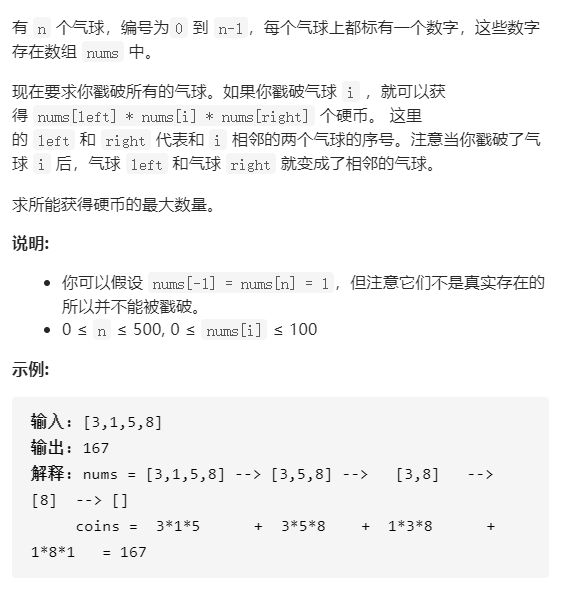 有 n 个气球，编号为0 到 n-1，每个气球上都标有一个数字，这些数字
存在数组 nums 中。
现在要求你戳破所有的气球。如果你戳破气球 i ，就可以获
得 nums[left] * nums[i] * nums[right] 个硬币。 这里
的 left 和 right 代表和 i 相邻的两个气球的序号。注意当你戳破了气
球 i 后，气球 left 和气球 right 就变成了相邻的气球。
求所能获得硬币的最大数量。
说明:
• 你可以假设 nums[-1] = nums[n] = 1，但注意它们不是真实存在的
所以并不能被戳破。
• 0 ≤ n ≤ 500, 0 ≤ nums[i] ≤ 100
示例:
输入: [3,1,5,8]
输出: 167
解释: nums = [3,1,5,8] --> [3,5,8] --> [3,8] -->
[8] --> []
coins = 3*1*5 + 3*5*8 + 1*3*8 +
1*8*1 = 167